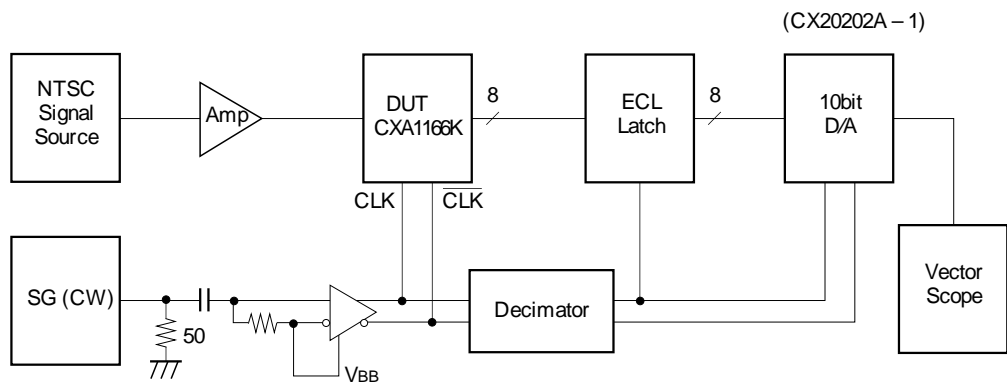 (CX20202A – 1)
NTSC
Signal
Source
Amp
DUT
CXA1166K
8
ECL
Latch
8
10bit
D/A
CLK
CLK
SG (CW)
50
VBB
Decimator
Vector
Scope